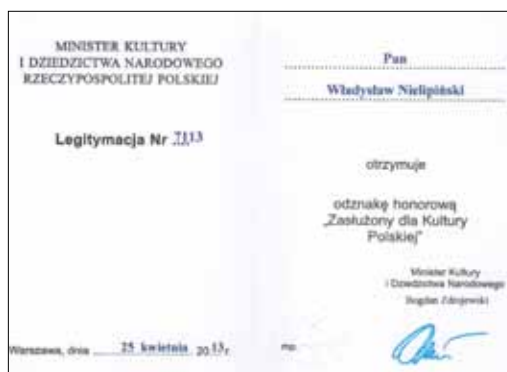 MINISTER KULTURY
I DZIEDZICTWA NARODOWEGO
RZECZYPOSPOLITEJ POLSKIEJ
Legitymacja Nr 7113
Warszawa, dnia 25 kwietnia 2013 r.
Pan
Władysław Nielipiński
otrzymuje
odznakę honorową
„Zasłużony dla Kultury
Polskiej"
Minister Kultury
i Dziedzictwa Narodowego
Bogdan Zdrojewski
mp.